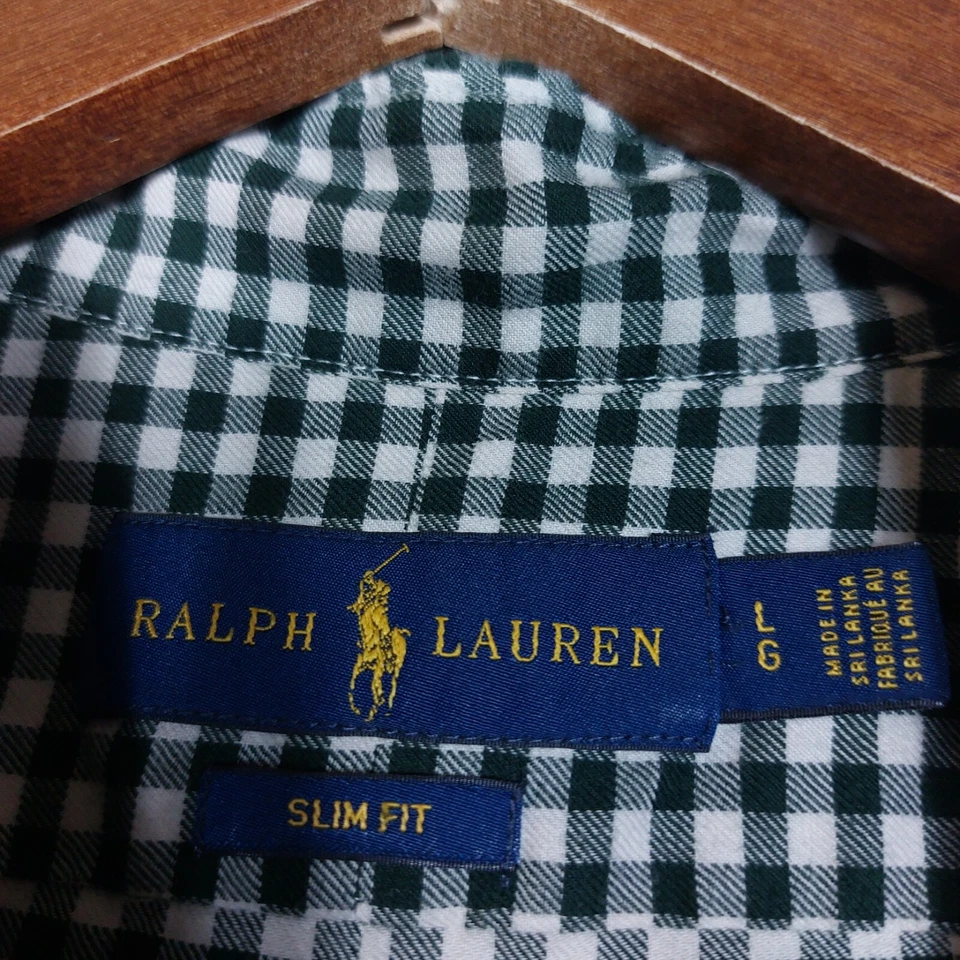 RALPH LAUREN
L
G
MADE IN
SRI LANKA
FABRIQUÉ AU
SRI LANKA
SLIM FIT